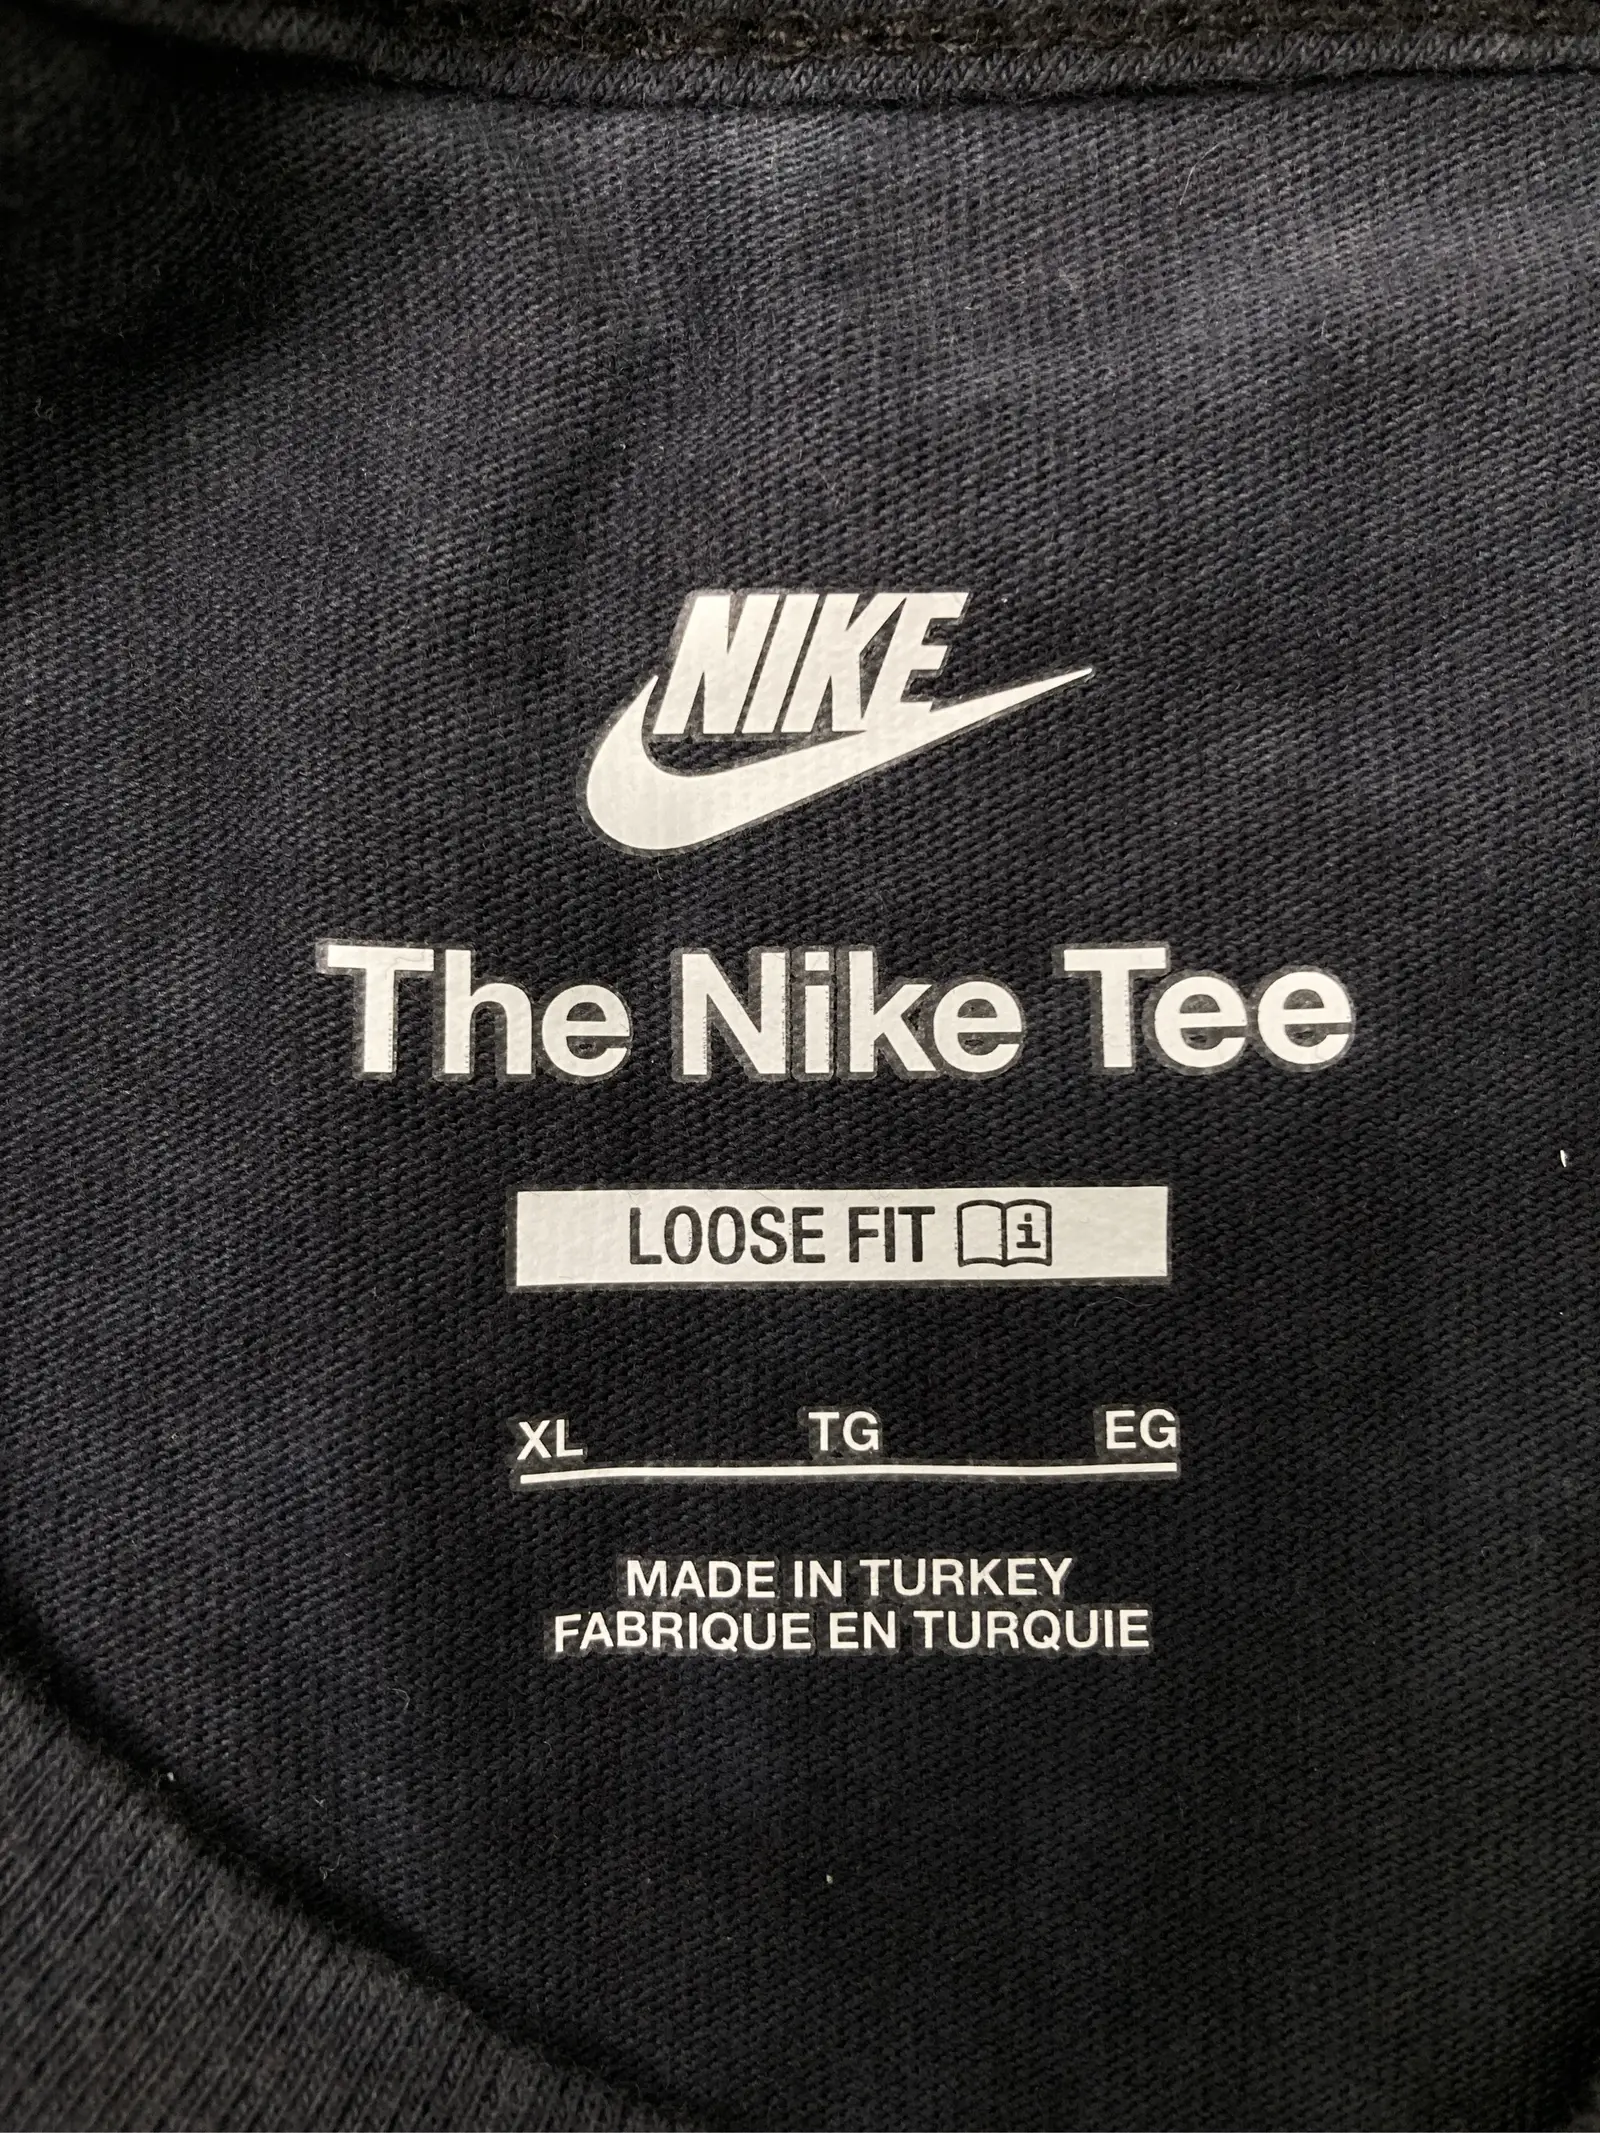 NIKE
The Nike Tee
LOOSE FIT i
XL TG EG
MADE IN TURKEY
FABRIQUE EN TURQUIE